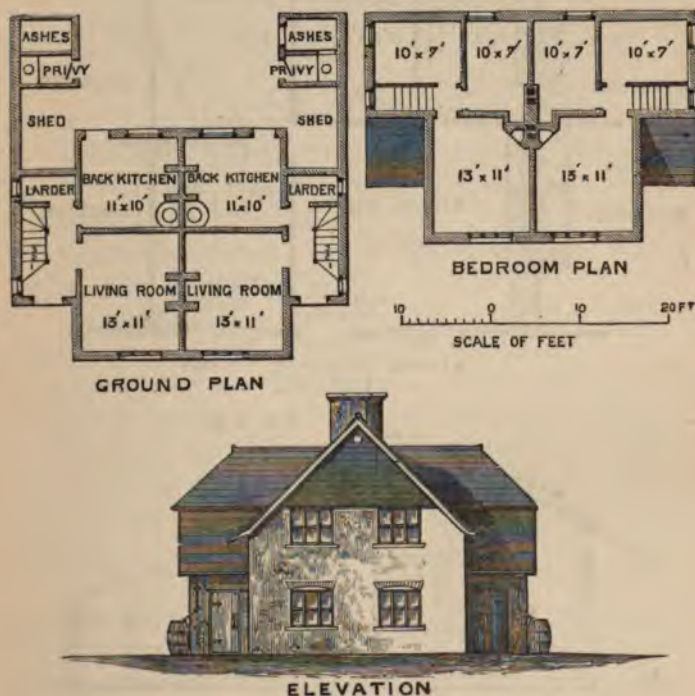 ASHES
ASHES
PRIVY
PRIVY
SHED
SHED
LARDER
BACK KITCHEN
BACK KITCHEN
LARDER
11'x10'
11'x10'
LIVING ROOM
LIVING ROOM
13'x11'
13'x11'
GROUND PLAN
10'x7'
10'x7'
10'x7'
10'x7'
13'x11'
13'x11'
BEDROOM PLAN
10 0 10 20 FT
SCALE OF FEET
ELEVATION